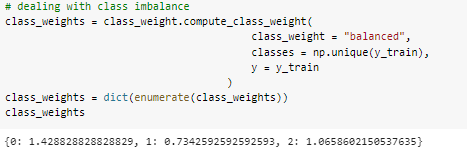 # dealing with class imbalance
class_weights = class_weight.compute_class_weight(
class_weight = "balanced",
classes = np.unique(y_train),
y = y_train
)
class_weights = dict(enumerate(class_weights))
class_weights
{0: 1.428828828828829, 1: 0.7342592592592593, 2: 1.0658602150537635}